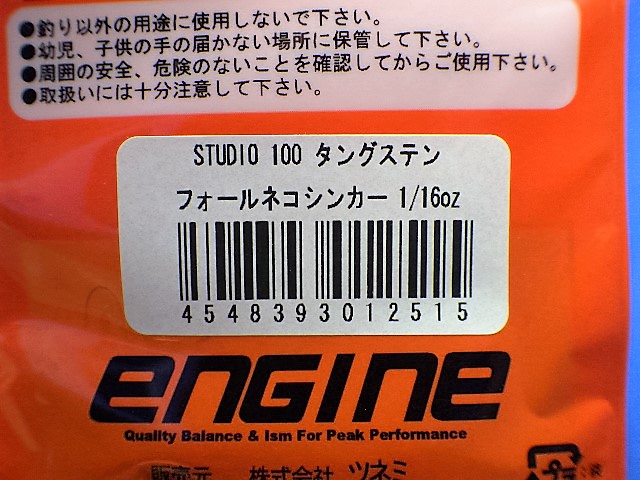 ●釣り以外の用途に使用しないで下さい。
●幼児、子供の手の届かない場所に保管して下さい。
●周囲の安全、危険のないことを確認してからご使用下さい。
●取扱いには十分注意して下さい。
STUDIO 100 タングステン
フォールネコシンカー 1/16oz
4548393012515
engine
Quality Balance & Ism For Peak Performance
販売元 株式会社 ツネミ
プラ